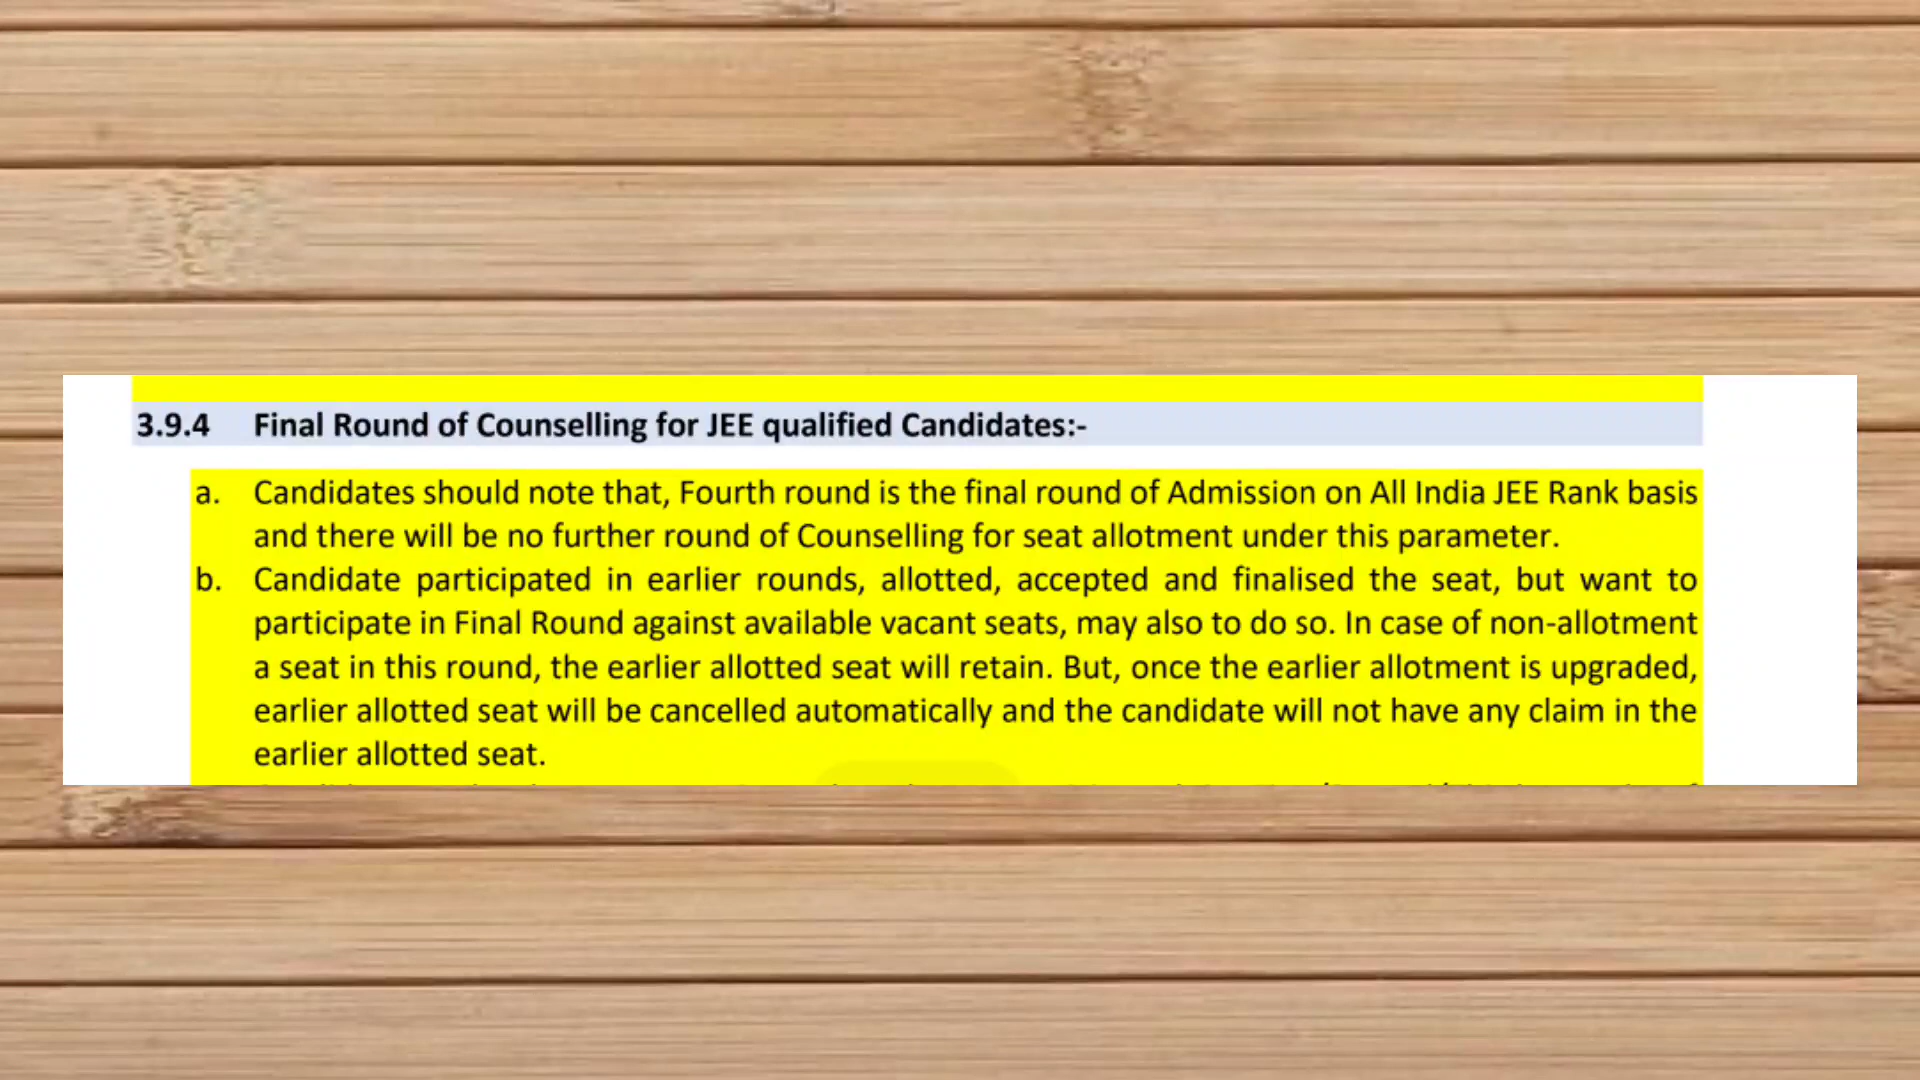 3.9.4 Final Round of Counselling for JEE qualified Candidates:-
a. Candidates should note that, Fourth round is the final round of Admission on All India JEE Rank basis
and there will be no further round of Counselling for seat allotment under this parameter.
b. Candidate participated in earlier rounds, allotted, accepted and finalised the seat, but want to
participate in Final Round against available vacant seats, may also to do so. In case of non-allotment
a seat in this round, the earlier allotted seat will retain. But, once the earlier allotment is upgraded,
earlier allotted seat will be cancelled automatically and the candidate will not have any claim in the
earlier allotted seat.